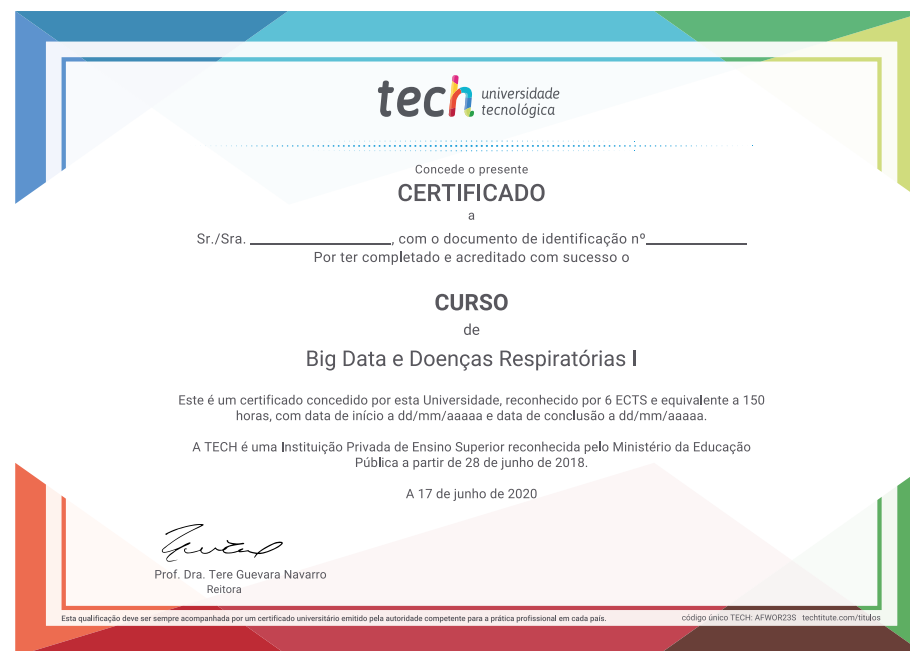 tech universidade
tecnológica
Concede o presente
CERTIFICADO
a
Sr./Sra. ____________________, com o documento de identificação nº______________
Por ter completado e acreditado com sucesso o
CURSO
de
Big Data e Doenças Respiratórias I
Este é um certificado concedido por esta Universidade, reconhecido por 6 ECTS e equivalente a 150
horas, com data de início a dd/mm/aaaaa e data de conclusão a dd/mm/aaaaa.
A TECH é uma Instituição Privada de Ensino Superior reconhecida pelo Ministério da Educação
Pública a partir de 28 de junho de 2018.
A 17 de junho de 2020
Prof. Dra. Tere Guevara Navarro
Reitora
Esta qualificação deve ser sempre acompanhada por um certificado universitário emitido pela autoridade competente para a prática profissional em cada país. código único TECH: AFWOR23S techtitute.com/titulos